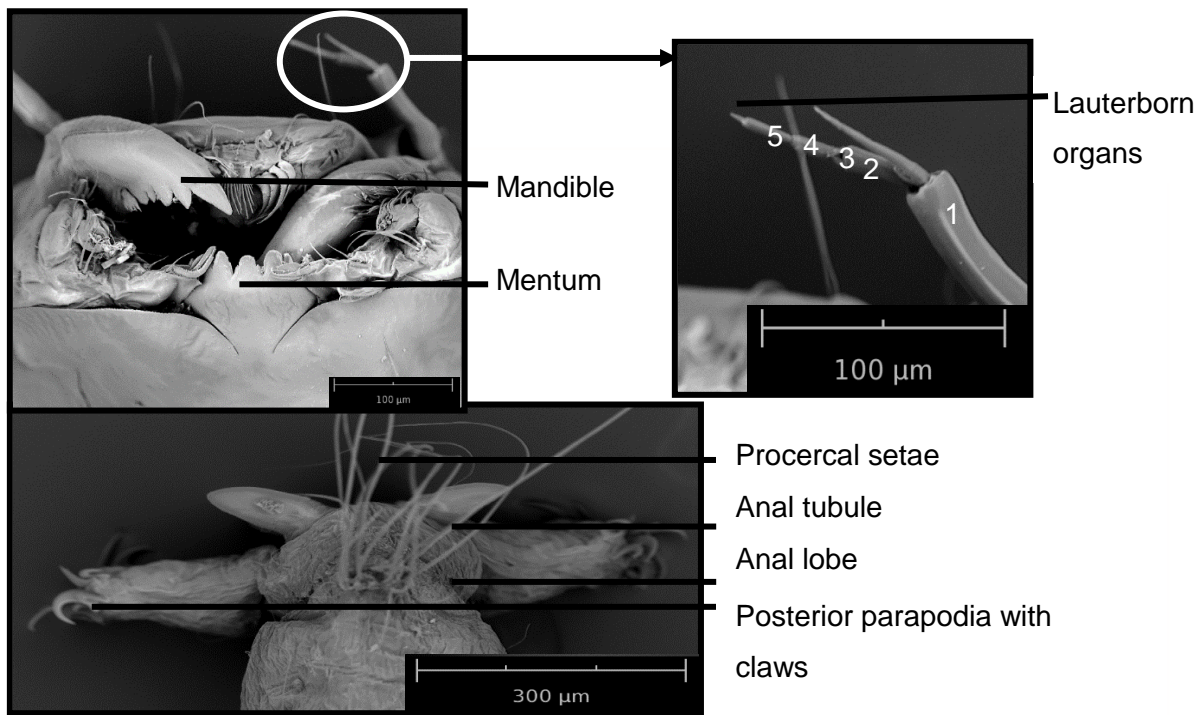 Mandible
Mentum
100 µm
Lauterborn
organs
5
4
3
2
1
100 µm
Procercal setae
Anal tubule
Anal lobe
Posterior parapodia with
claws
300 µm